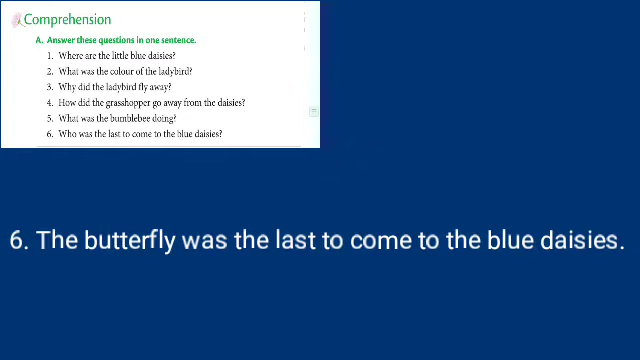 Comprehension
A. Answer these questions in one sentence.
1. Where are the little blue daisies?
2. What was the colour of the ladybird?
3. Why did the ladybird fly away?
4. How did the grasshopper go away from the daisies?
5. What was the bumblebee doing?
6. Who was the last to come to the blue daisies?
6. The butterfly was the last to come to the blue daisies.